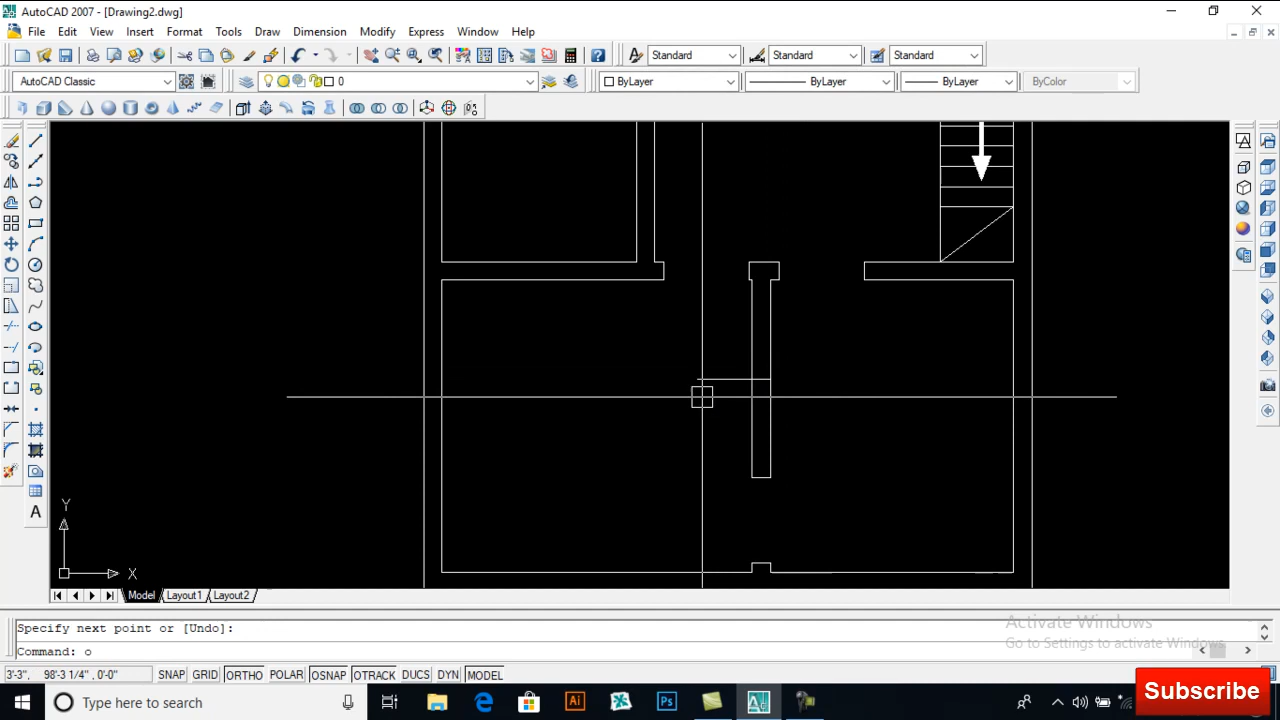 AutoCAD 2007 - [Drawing2.dwg]
File Edit View Insert Format Tools Draw Dimension Modify Express Window Help
Standard Standard Standard
AutoCAD Classic 0 ByLayer ByLayer ByLayer ByColor
A
Y
X
Model Layout1 Layout2
Specify next point or [Undo]:
Command: o
Activate Windows
Go to Settings to activate Windows.
3'-3", 98'-3 1/4" , 0'-0" SNAP GRID ORTHO POLAR OSNAP OTRACK DUCS DYN MODEL
Type here to search
Ai
Ps
Subscribe